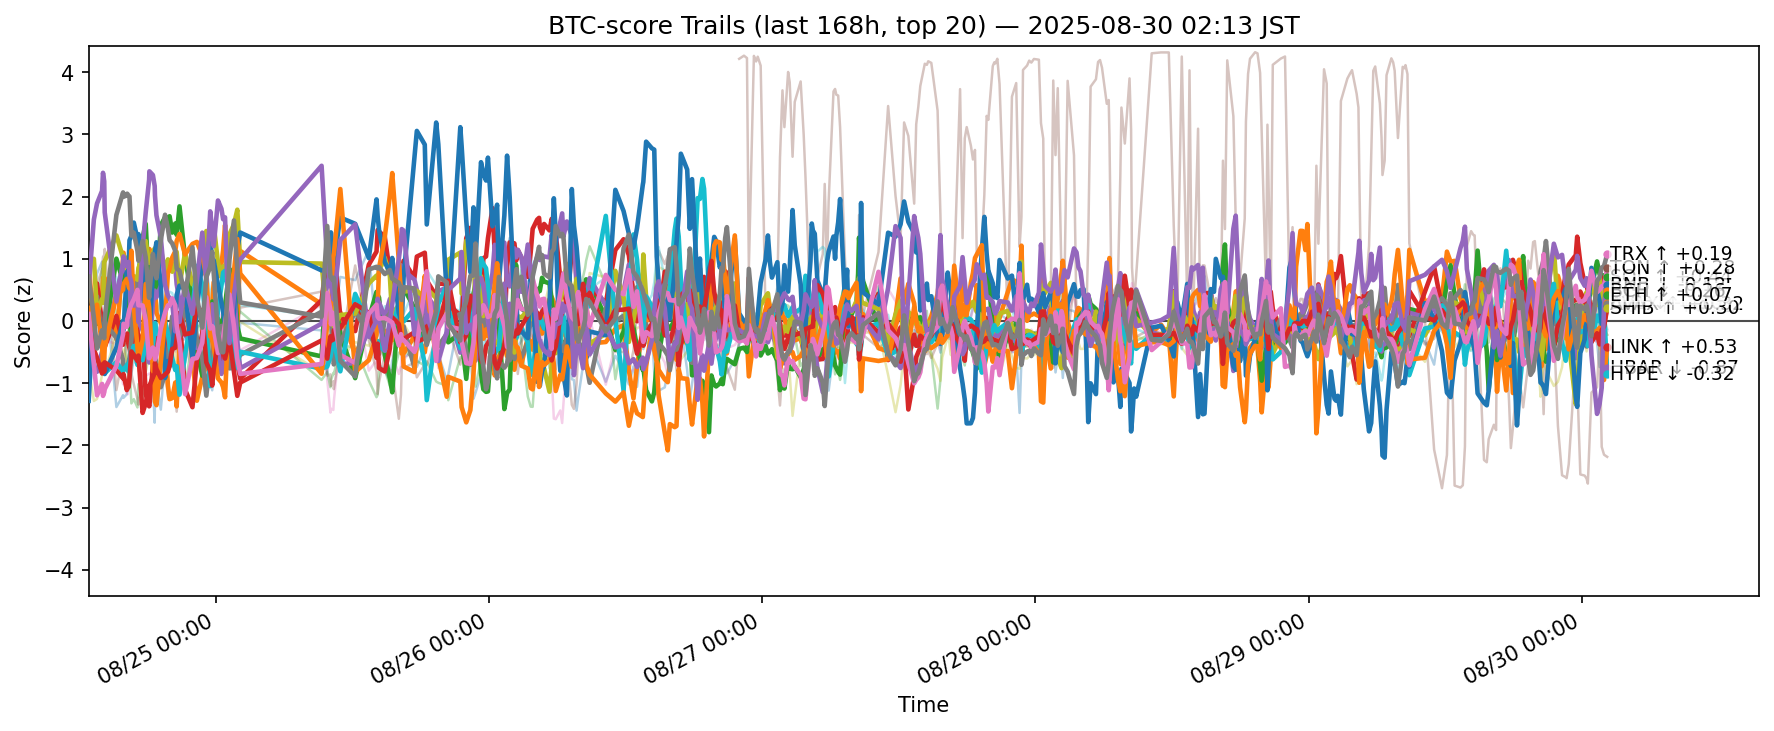 BTC-score Trails (last 168h, top 20) — 2025-08-30 02:13 JST
Score (z)
4
3
2
1
0
−1
−2
−3
−4
TRX ↑ +0.19
TON ↑ +0.28
ETH ↑ +0.07
SHIB ↑ +0.30
LINK ↑ +0.53
HBAR ↓
HYPE ↓ -0.32
08/25 00:00
08/26 00:00
08/27 00:00
08/28 00:00
08/29 00:00
08/30 00:00
Time